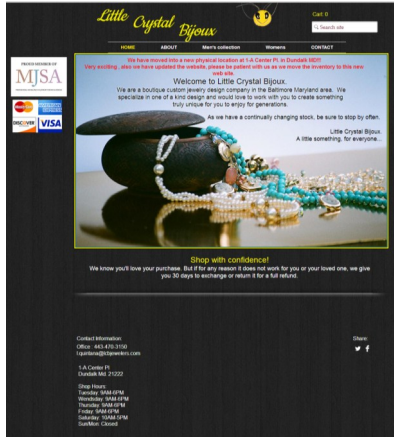 Little Crystal Bijoux
Cart: 0
Search site
HOME ABOUT Men's collection Womens CONTACT
PROUD MEMBER OF
MJSA
We have moved into a new physical location at 1-A Center Pl. in Dundalk MD!!!
Very exciting , also we have updated the website, please be patient with us as we move the inventory to this new
web site.
Welcome to Little Crystal Bijoux.
We are a boutique custom jewelry design company in the Baltimore Maryland area. We
specialize in one of a kind design and would love to work with you to create something
truly unique for you to enjoy for generations.
As we have a continually changing stock, be sure to stop by often.
Little Crystal Bijoux,
A little something, for everyone...
DISCOVER VISA
Shop with confidence!
We know you'll love your purchase. But if for any reason it does not work for you or your loved one, we give
you 30 days to exchange or return it for a full refund.
Contact Information
Share:
Office : 443-470-3150
l.quintana@lcbjewelers.com
1-A Center Pl
Dundalk Md. 21222
Shop Hours:
Tuesday: 9AM-6PM
Wendsday: 9AM-6PM
Thursday: 9AM-6PM
Friday: 9AM-6PM
Saturday: 10AM-5PM
Sun/Mon: Closed